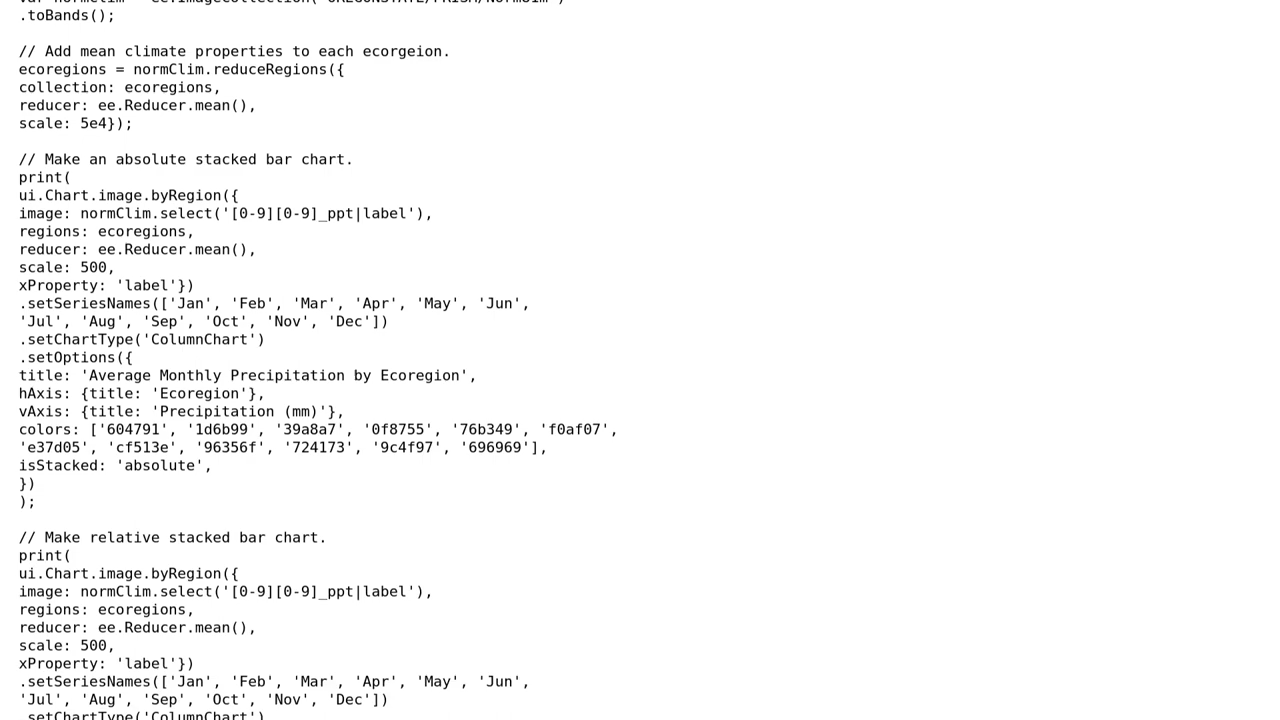 .toBands();
// Add mean climate properties to each ecorgeion.
ecoregions = normClim.reduceRegions({
collection: ecoregions,
reducer: ee.Reducer.mean(),
scale: 5e4});
// Make an absolute stacked bar chart.
print(
ui.Chart.image.byRegion({
image: normClim.select('[0-9][0-9]_ppt|label'),
regions: ecoregions,
reducer: ee.Reducer.mean(),
scale: 500,
xProperty: 'label'})
.setSeriesNames(['Jan', 'Feb', 'Mar', 'Apr', 'May', 'Jun',
'Jul', 'Aug', 'Sep', 'Oct', 'Nov', 'Dec'])
.setChartType('ColumnChart')
.setOptions({
title: 'Average Monthly Precipitation by Ecoregion',
hAxis: {title: 'Ecoregion'},
vAxis: {title: 'Precipitation (mm)'},
colors: ['604791', '1d6b99', '39a8a7', '0f8755', '76b349', 'f0af07',
'e37d05', 'cf513e', '96356f', '724173', '9c4f97', '696969'],
isStacked: 'absolute',
})
);
// Make relative stacked bar chart.
print(
ui.Chart.image.byRegion({
image: normClim.select('[0-9][0-9]_ppt|label'),
regions: ecoregions,
reducer: ee.Reducer.mean(),
scale: 500,
xProperty: 'label'})
.setSeriesNames(['Jan', 'Feb', 'Mar', 'Apr', 'May', 'Jun',
'Jul', 'Aug', 'Sep', 'Oct', 'Nov', 'Dec'])
.setChartType('ColumnChart')